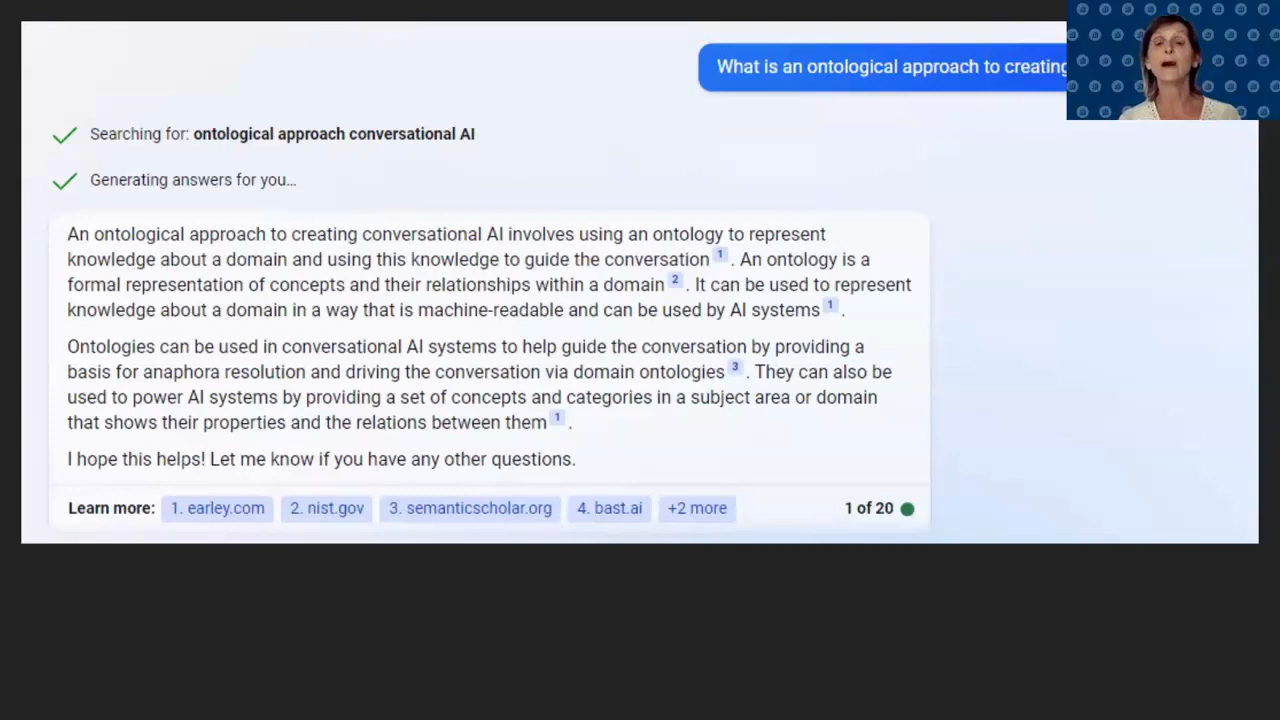 What is an ontological approach to creating
Searching for: ontological approach conversational AI
Generating answers for you...
An ontological approach to creating conversational AI involves using an ontology to represent
knowledge about a domain and using this knowledge to guide the conversation 1 . An ontology is a
formal representation of concepts and their relationships within a domain 2 . It can be used to represent
knowledge about a domain in a way that is machine-readable and can be used by AI systems 1 .
Ontologies can be used in conversational AI systems to help guide the conversation by providing a
basis for anaphora resolution and driving the conversation via domain ontologies 3 . They can also be
used to power AI systems by providing a set of concepts and categories in a subject area or domain
that shows their properties and the relations between them 1 .
I hope this helps! Let me know if you have any other questions.
Learn more: 1. earley.com 2. nist.gov 3. semanticscholar.org 4. bast.ai +2 more 1 of 20